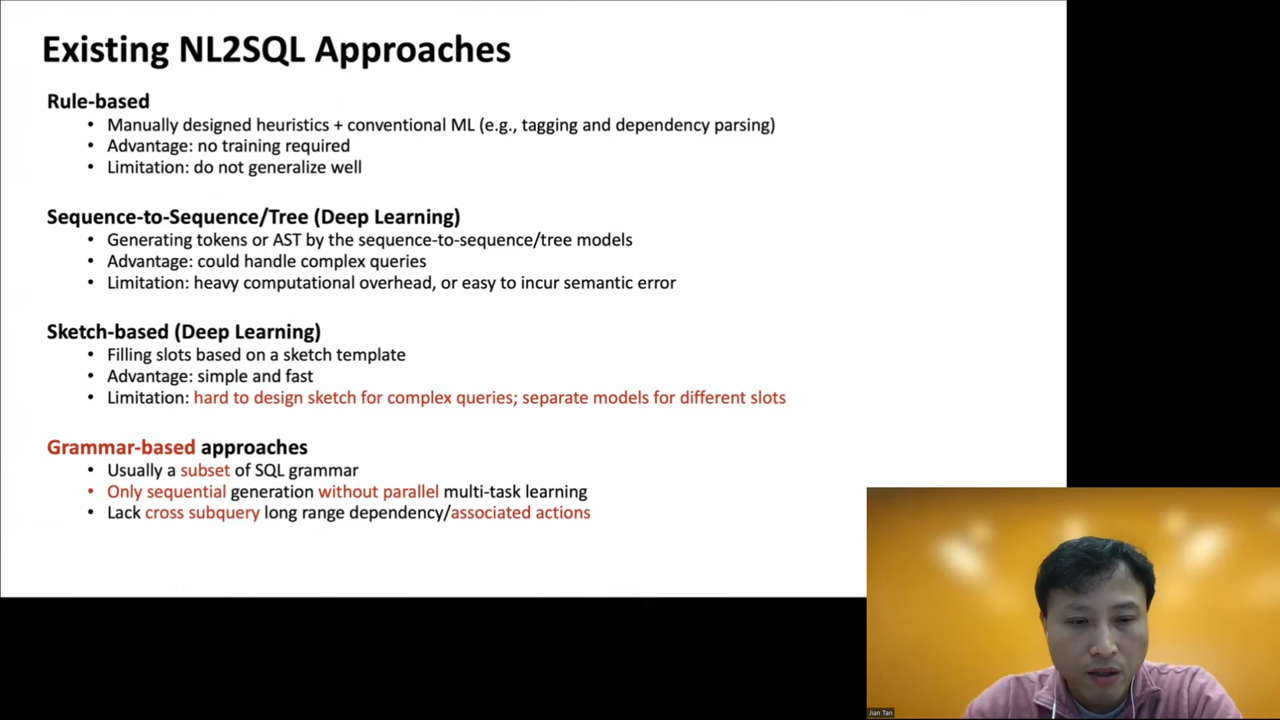 Existing NL2SQL Approaches
Rule-based
• Manually designed heuristics + conventional ML (e.g., tagging and dependency parsing)
• Advantage: no training required
• Limitation: do not generalize well
Sequence-to-Sequence/Tree (Deep Learning)
• Generating tokens or AST by the sequence-to-sequence/tree models
• Advantage: could handle complex queries
• Limitation: heavy computational overhead, or easy to incur semantic error
Sketch-based (Deep Learning)
• Filling slots based on a sketch template
• Advantage: simple and fast
• Limitation: hard to design sketch for complex queries; separate models for different slots
Grammar-based approaches
• Usually a subset of SQL grammar
• Only sequential generation without parallel multi-task learning
• Lack cross subquery long range dependency/associated actions
Jian Tan